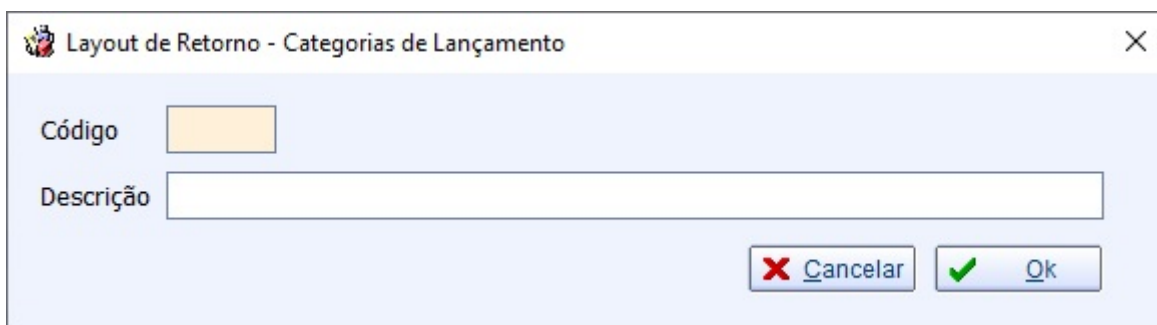 Layout de Retorno - Categorias de Lançamento
Código
Descrição
Cancelar
Ok